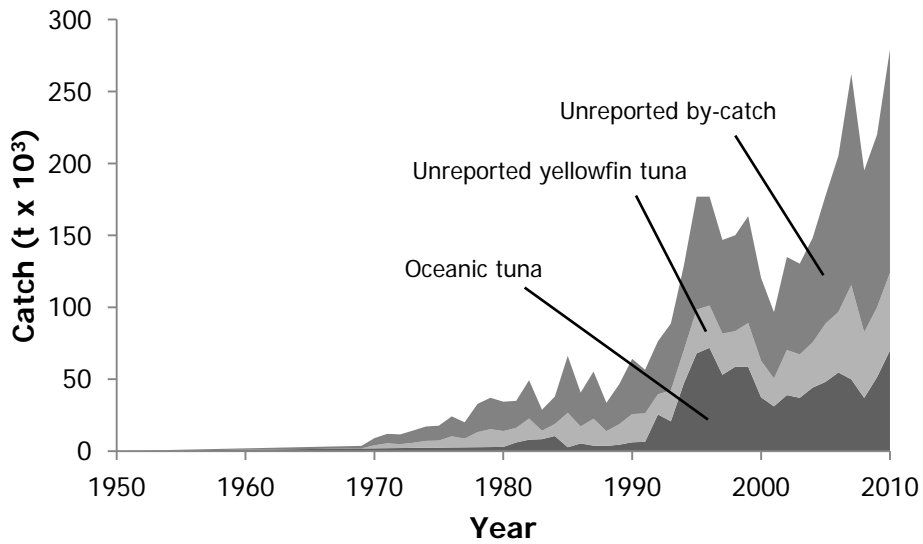 300
250
200
150
100
50
0
Catch (t x 10³)
Unreported by-catch
Unreported yellowfin tuna
Oceanic tuna
1950 1960 1970 1980 1990 2000 2010
Year